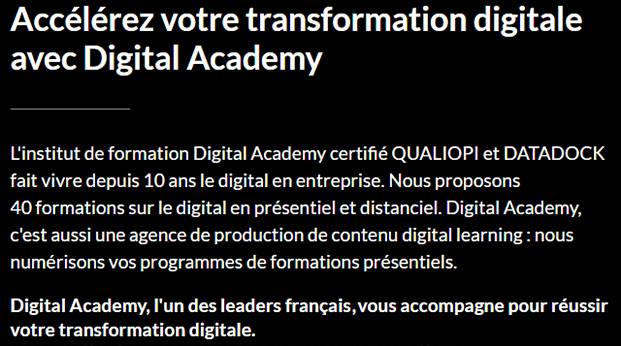 Accélérez votre transformation digitale
avec Digital Academy
L'institut de formation Digital Academy certifié QUALIOPI et DATADOCK
fait vivre depuis 10 ans le digital en entreprise. Nous proposons
40 formations sur le digital en présentiel et distanciel. Digital Academy,
c'est aussi une agence de production de contenu digital learning : nous
numérisons vos programmes de formations présentiels.
Digital Academy, l'un des leaders français, vous accompagne pour réussir
votre transformation digitale.